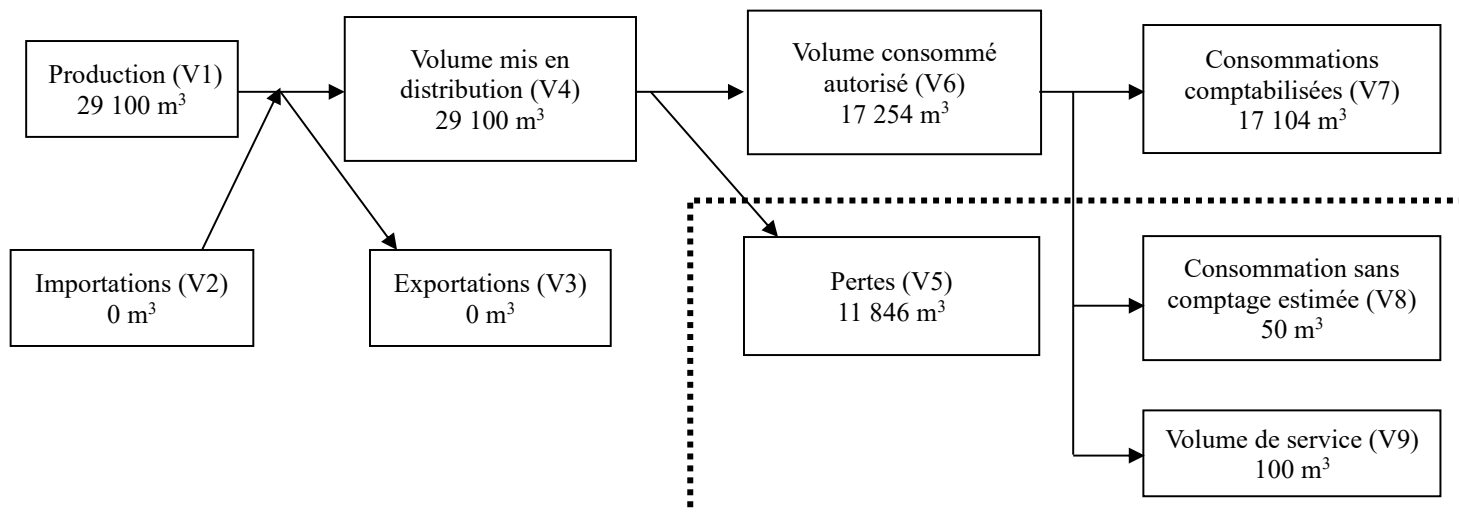 Production (V1)
29 100 m³
Volume mis en
distribution (V4)
29 100 m³
Volume consommé
autorisé (V6)
17 254 m³
Consommations
comptabilisées (V7)
17 104 m³
Importations (V2)
0 m³
Exportations (V3)
0 m³
Pertes (V5)
11 846 m³
Consommation sans
comptage estimée (V8)
50 m³
Volume de service (V9)
100 m³